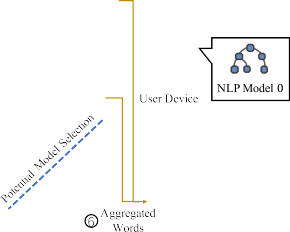 NLP Model 0
User Device
Potential Model Selection
⑥ Aggregated
Words